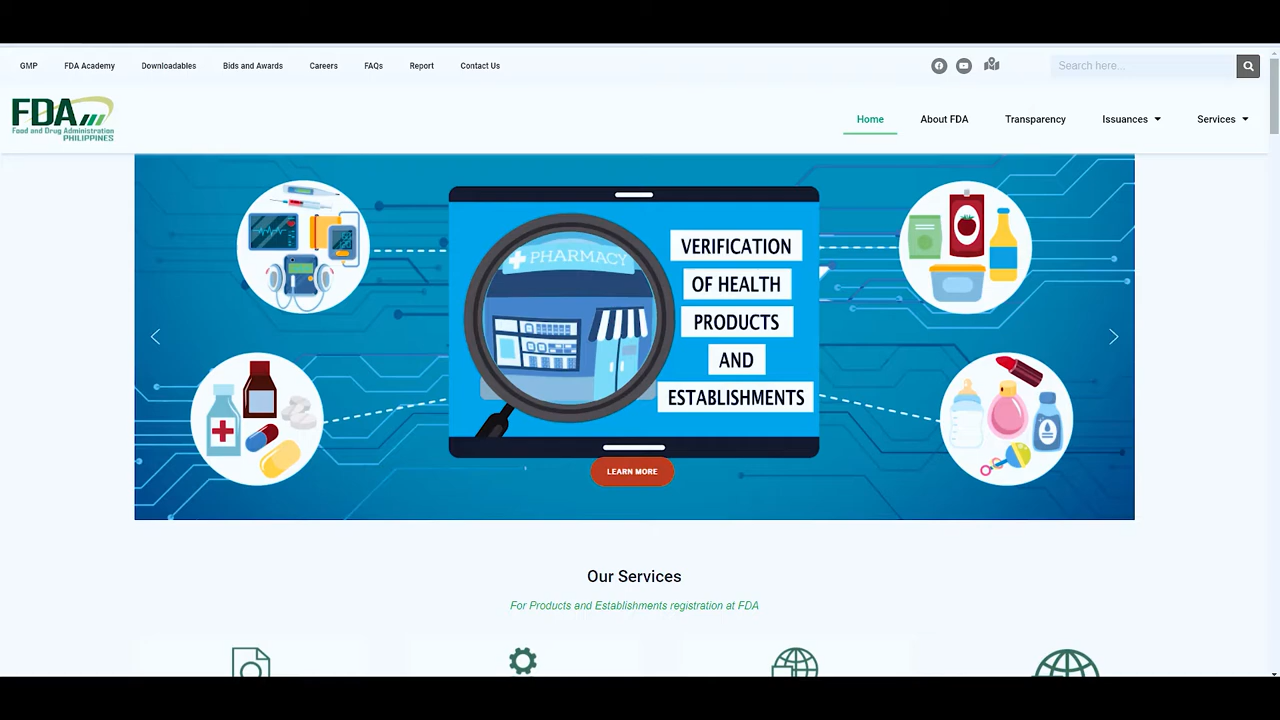 GMP FDA Academy Downloadables Bids and Awards Careers FAQs Report Contact Us
Search here...
FDA
Food and Drug Administration
PHILIPPINES
Home About FDA Transparency Issuances Services
PHARMACY
VERIFICATION
OF HEALTH
PRODUCTS
AND
ESTABLISHMENTS
LEARN MORE
Our Services
For Products and Establishments registration at FDA